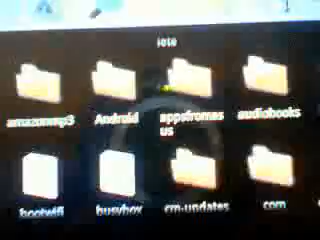 amazonmp3 Android appsfromas audiobooks
us
bootwifi busybox cm-updates com